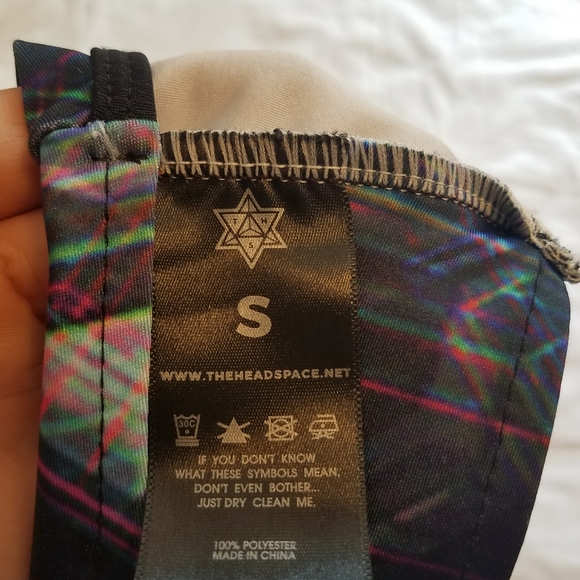 T H
S
S
WWW.THEHEADSPACE.NET
30C
IF YOU DON'T KNOW
WHAT THESE SYMBOLS MEAN,
DON'T EVEN BOTHER...
JUST DRY CLEAN ME.
100% POLYESTER
MADE IN CHINA